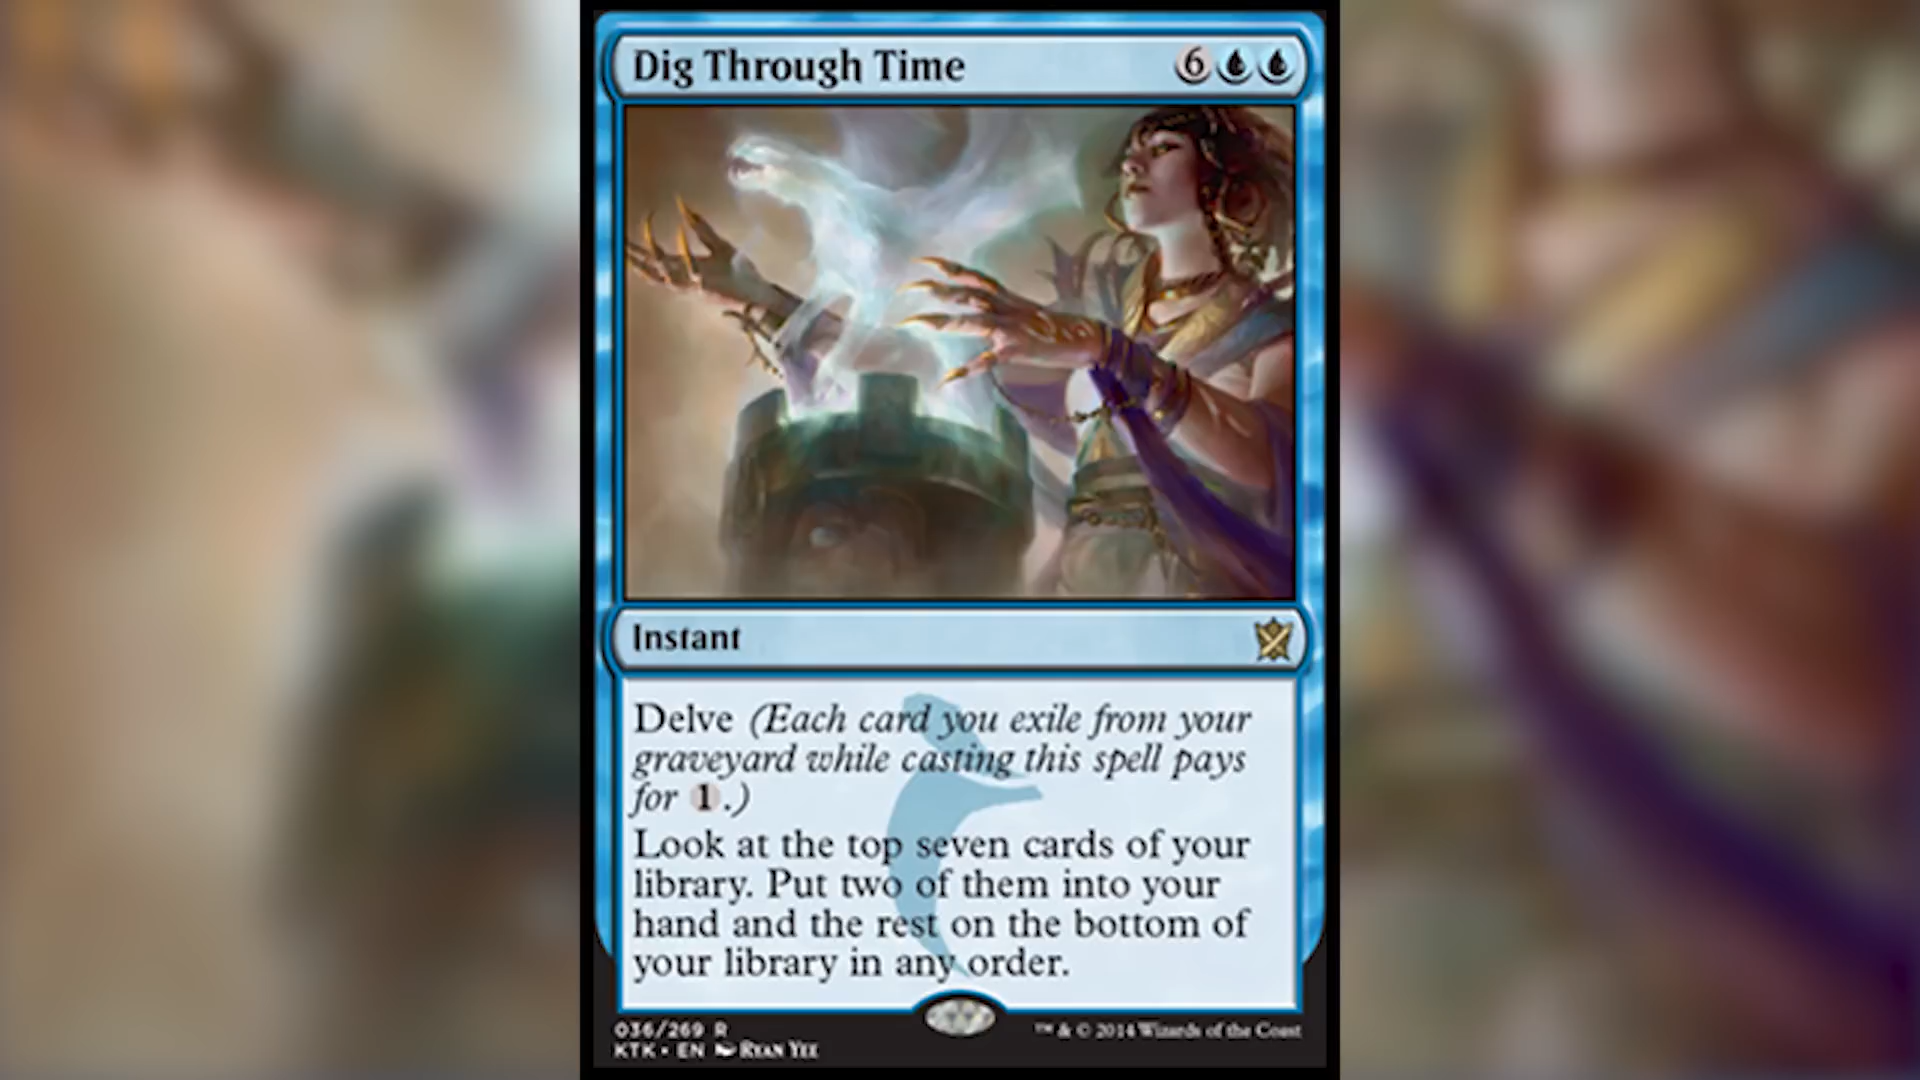 Dig Through Time 6
Instant
Delve (Each card you exile from your
graveyard while casting this spell pays
for 1.)
Look at the top seven cards of your
library. Put two of them into your
hand and the rest on the bottom of
your library in any order.
036/269 R
™ & © 2014 Wizards of the Coast
KTK • EN Ryan Yee